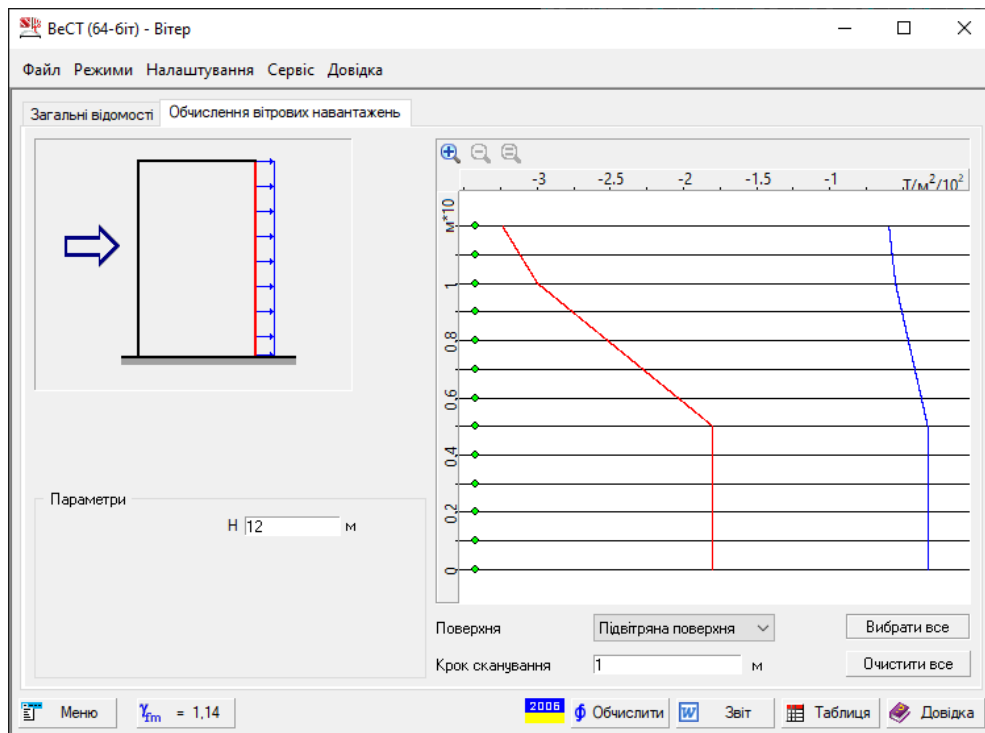 ВеСТ (64-біт) - Вітер
Файл Режими Налаштування Сервіс Довідка
Загальні відомості Обчислення вітрових навантажень
-3 -2.5 -2 -1.5 -1 Т/м²/10²
м*10
1
0.8
0.6
0.4
0.2
0
Параметри
H 12 м
Поверхня Підвітряна поверхня Вибрати все
Крок сканування 1 м Очистити все
Меню γfm = 1,14 2006 Обчислити Звіт Таблиця Довідка